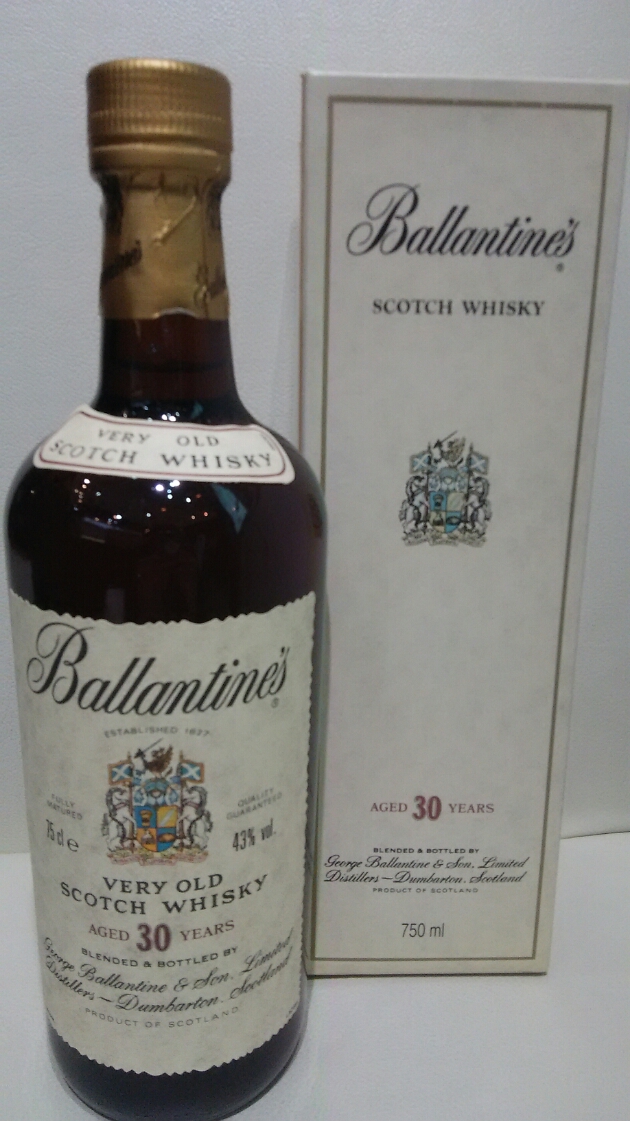 VERY OLD
SCOTCH WHISKY
Ballantine's
®
ESTABLISHED 1827
FULLY
MATURED
QUALITY
GUARANTEED
75 cl e
43% vol.
VERY OLD
SCOTCH WHISKY
AGED 30 YEARS
BLENDED & BOTTLED BY
George Ballantine & Son. Limited
Distillers — Dumbarton. Scotland
PRODUCT OF SCOTLAND
Ballantine's
®
SCOTCH WHISKY
AGED 30 YEARS
BLENDED & BOTTLED BY
George Ballantine & Son. Limited
Distillers — Dumbarton. Scotland
PRODUCT OF SCOTLAND
750 ml